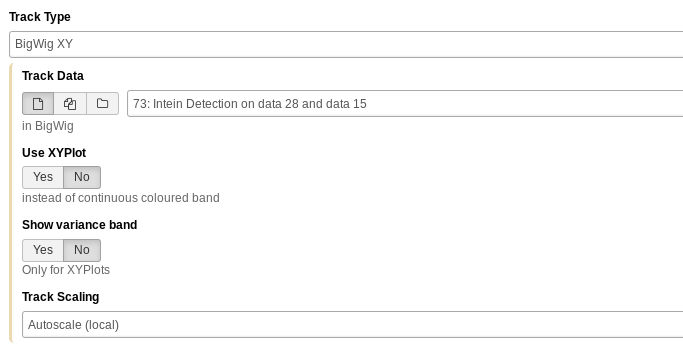 Track Type
BigWig XY
Track Data
73: Intein Detection on data 28 and data 15
in BigWig
Use XYPlot
Yes No
instead of continuous coloured band
Show variance band
Yes No
Only for XYPlots
Track Scaling
Autoscale (local)